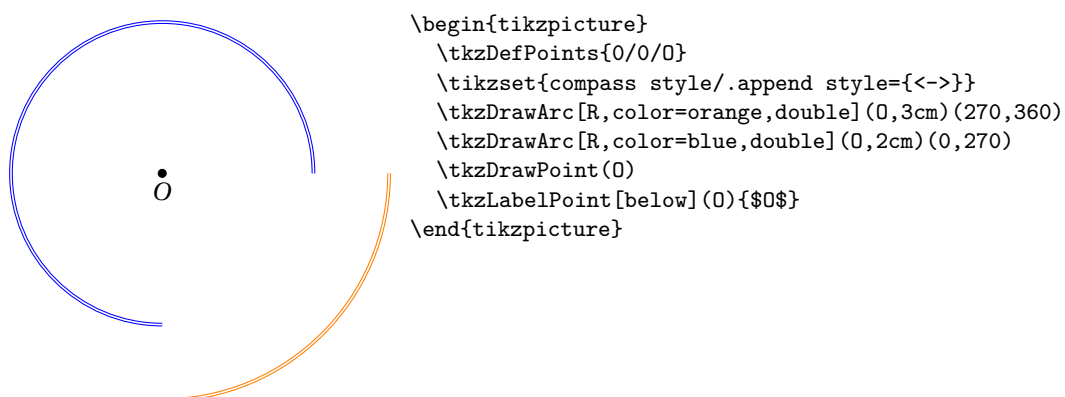 O
\begin{tikzpicture}
  \tkzDefPoints{0/0/O}
  \tikzset{compass style/.append style={<->}}
  \tkzDrawArc[R,color=orange,double](O,3cm)(270,360)
  \tkzDrawArc[R,color=blue,double](O,2cm)(0,270)
  \tkzDrawPoint(O)
  \tkzLabelPoint[below](O){$O$}
\end{tikzpicture}